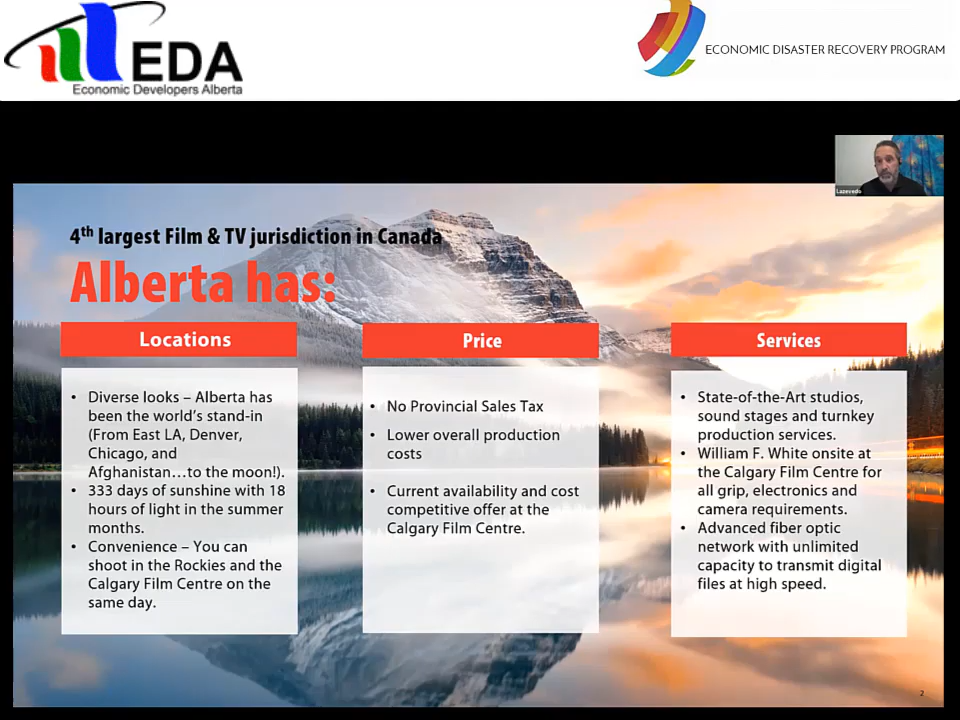 EDA
Economic Developers Alberta
ECONOMIC DISASTER RECOVERY PROGRAM
Lazevedo
4th largest Film & TV jurisdiction in Canada
Alberta has:
Locations
• Diverse looks – Alberta has
been the world's stand-in
(From East LA, Denver,
Chicago, and
Afghanistan…to the moon!).
• 333 days of sunshine with 18
hours of light in the summer
months.
• Convenience – You can
shoot in the Rockies and the
Calgary Film Centre on the
same day.
Price
• No Provincial Sales Tax
• Lower overall production
costs
• Current availability and cost
competitive offer at the
Calgary Film Centre.
Services
• State-of-the-Art studios,
sound stages and turnkey
production services.
• William F. White onsite at
the Calgary Film Centre for
all grip, electronics and
camera requirements.
• Advanced fiber optic
network with unlimited
capacity to transmit digital
files at high speed.
2